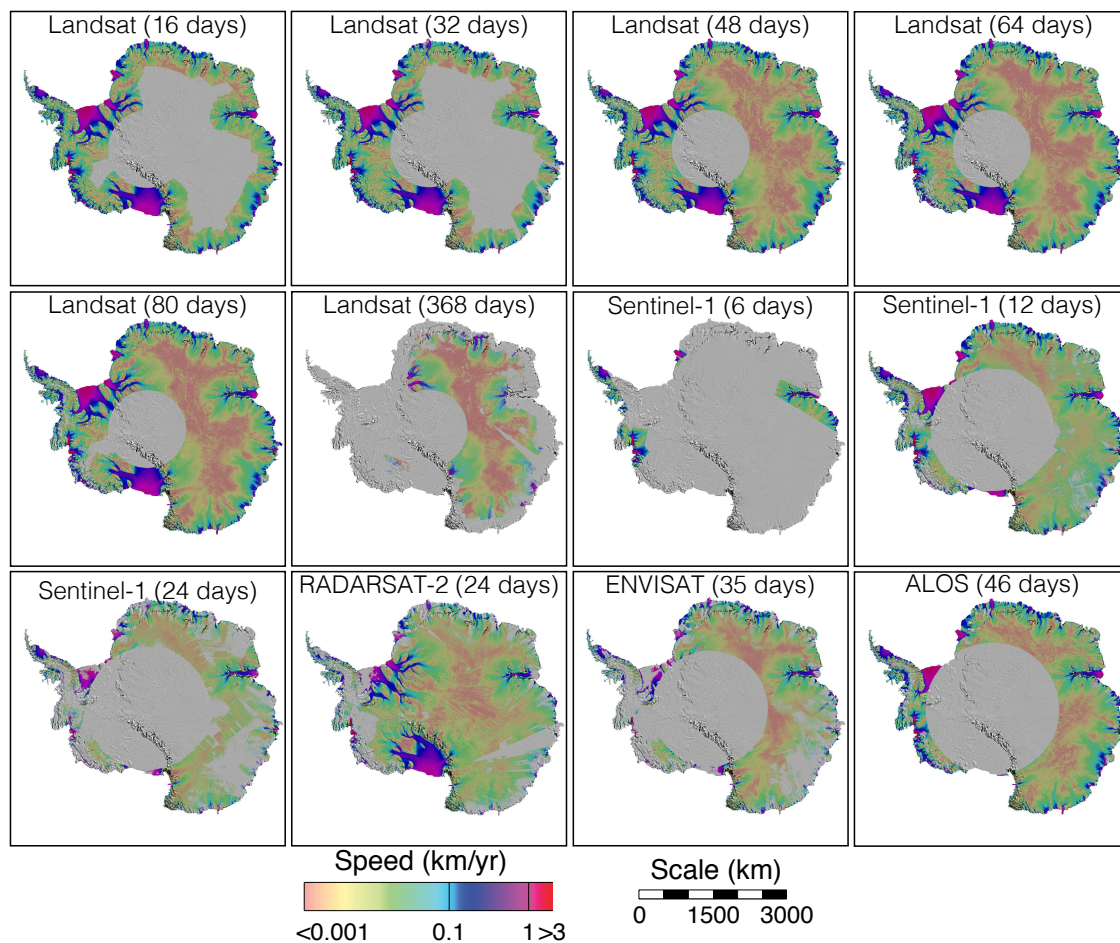 Landsat (16 days)
Landsat (32 days)
Landsat (48 days)
Landsat (64 days)
Landsat (80 days)
Landsat (368 days)
Sentinel-1 (6 days)
Sentinel-1 (12 days)
Sentinel-1 (24 days)
RADARSAT-2 (24 days)
ENVISAT (35 days)
ALOS (46 days)
Speed (km/yr)
<0.001 0.1 1 >3
Scale (km)
0 1500 3000